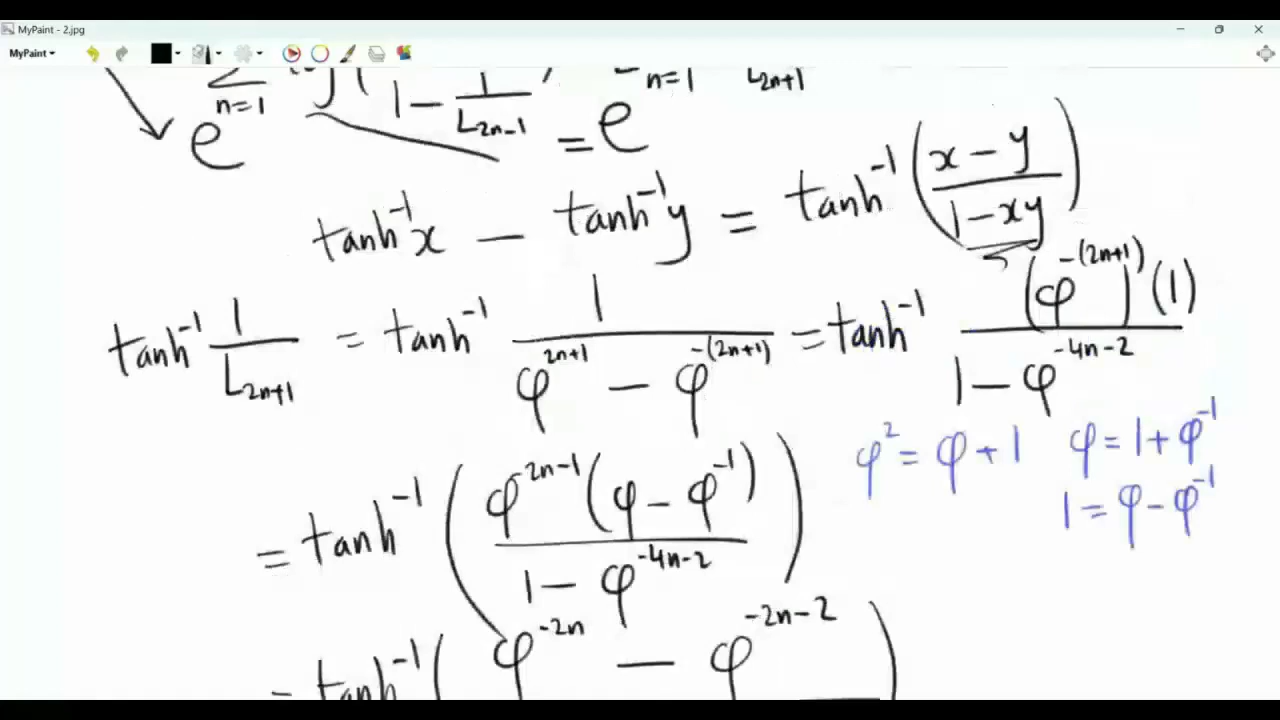 MyPaint - 2.jpg
MyPaint
n=1 1 - 1/L_{2n-1} n=1 L_{2n+1}
e = e
tanh^{-1}x - tanh^{-1}y = tanh^{-1}((x-y)/(1-xy))
tanh^{-1} 1/L_{2n+1} = tanh^{-1} 1/(φ^{2n+1} - φ^{-(2n+1)}) = tanh^{-1} (φ^{-(2n+1)})(1)/(1-φ^{-4n-2})
φ^2 = φ+1 φ = 1+φ^{-1}
1 = φ-φ^{-1}
= tanh^{-1}(φ^{-2n-1}(φ-φ^{-1})/(1-φ^{-4n-2}))
= tanh^{-1}(φ^{-2n} - φ^{-2n-2})